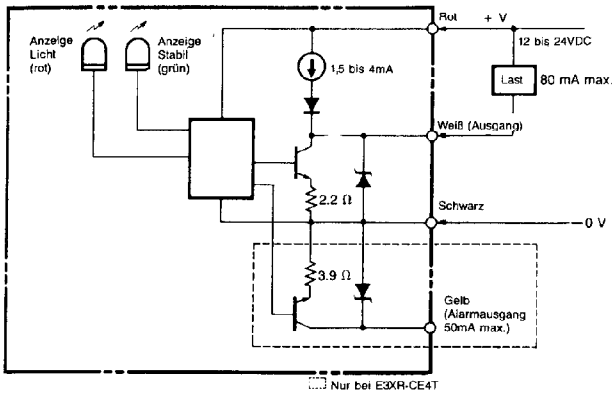 Anzeige
Licht
(rot)
Anzeige
Stabil
(grün)
Rot
+ V
12 bis 24VDC
1,5 bis 4mA
Last
80 mA max.
Weiß (Ausgang)
2.2 Ω
Schwarz
0 V
3.9 Ω
Gelb
(Alarmausgang
50mA max.)
Nur bei E3XR-CE4T